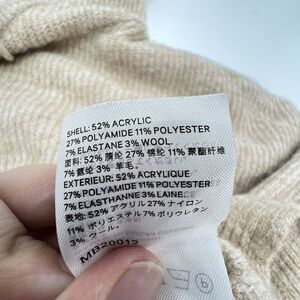 SHELL: 52% ACRYLIC
27% POLYAMIDE 11% POLYESTER
7% ELASTANE 3% WOOL.
面料: 52% 腈纶 27% 锦纶 11% 聚酯纤维
7% 氨纶 3% 羊毛.
EXTERIEUR: 52% ACRYLIQUE
27% POLYAMIDE 11% POLYESTER
7% ELASTHANNE 3% LAINE.
表地: 52% アクリル 27% ナイロン
11% ポリエステル 7% ポリウレタン
3% ウール.
MB20012